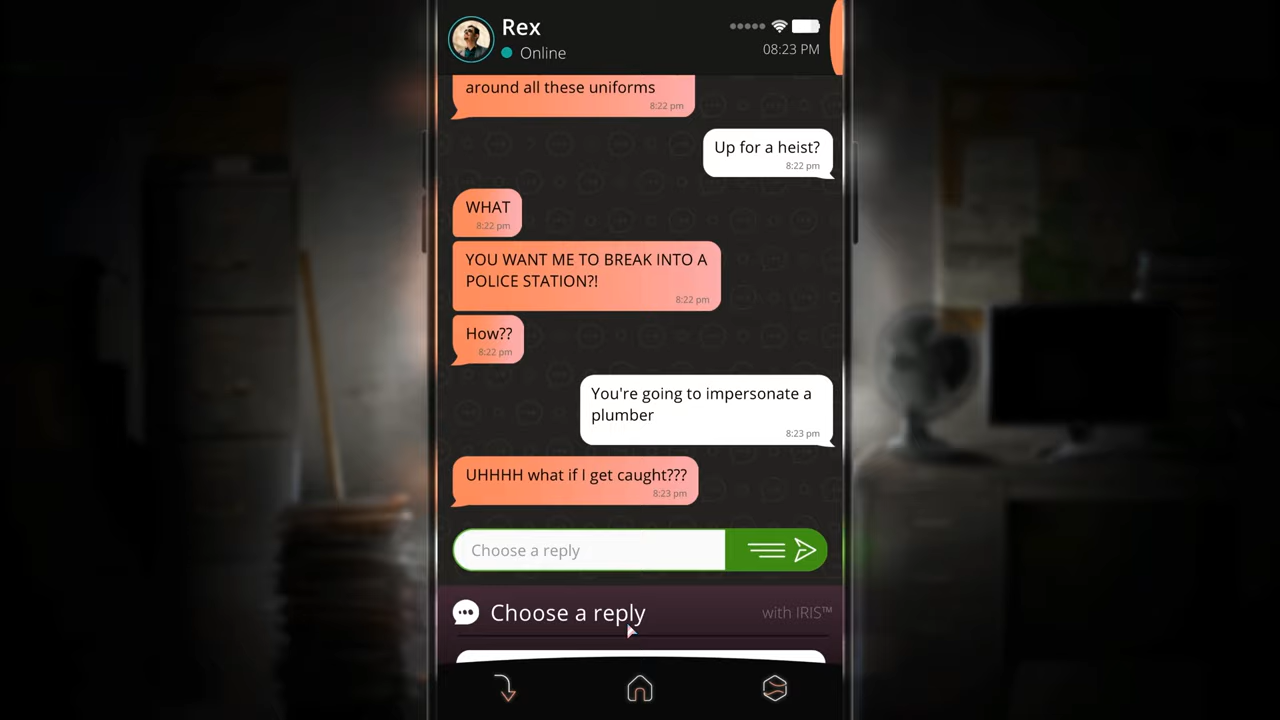 Rex
Online
08:23 PM
around all these uniforms
8:22 pm
Up for a heist?
8:22 pm
WHAT
8:22 pm
YOU WANT ME TO BREAK INTO A
POLICE STATION?!
8:22 pm
How??
8:22 pm
You're going to impersonate a
plumber
8:23 pm
UHHHH what if I get caught???
8:23 pm
Choose a reply
Choose a reply
with IRIS™